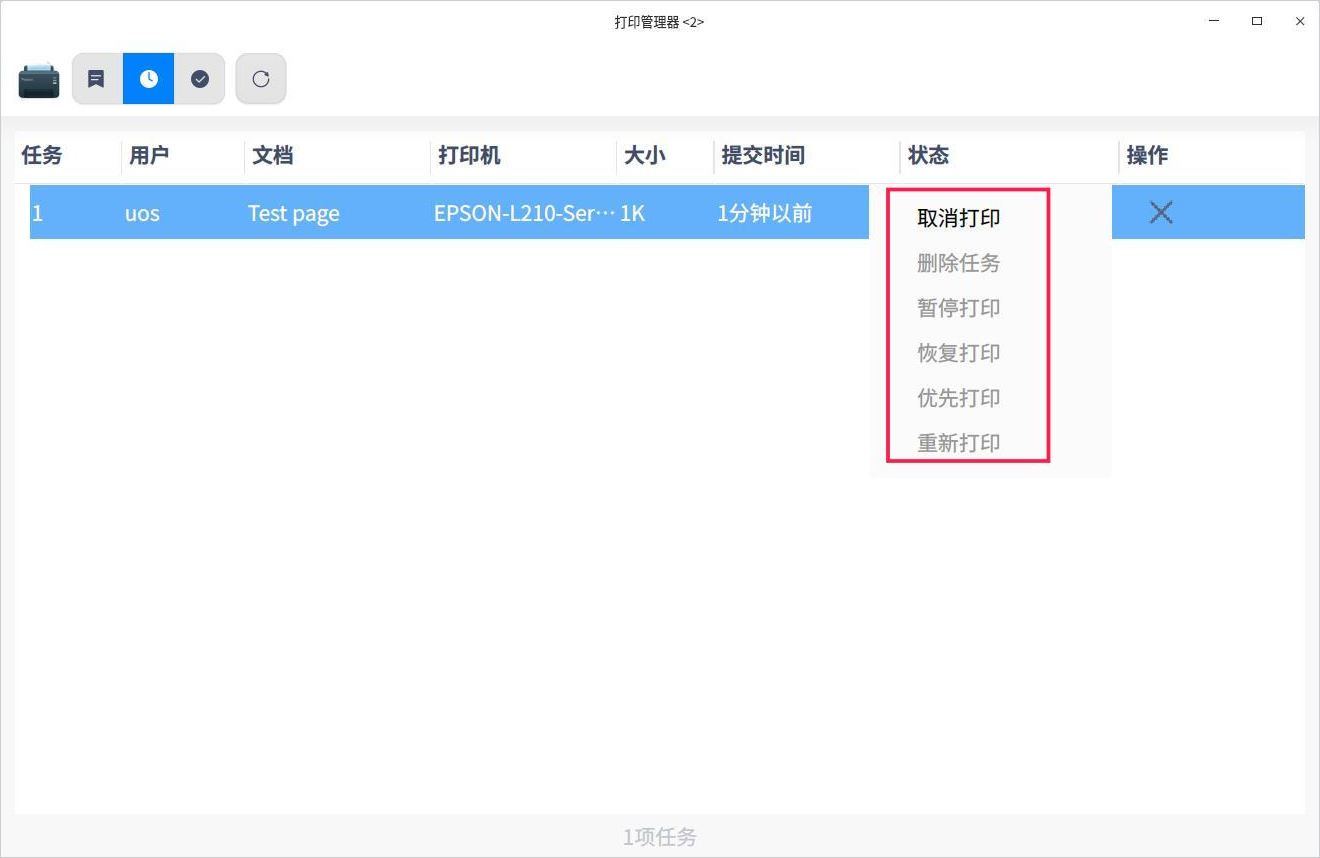 打印管理器 <2>
任务 用户 文档 打印机 大小 提交时间 状态 操作
1 uos Test page EPSON-L210-Ser··· 1K 1分钟以前
取消打印
删除任务
暂停打印
恢复打印
优先打印
重新打印
1项任务